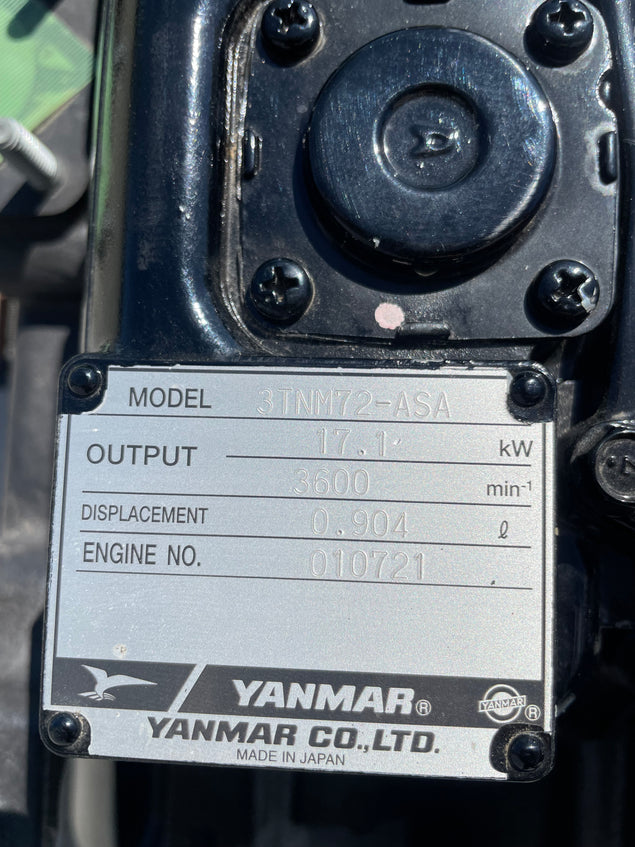 MODEL 3TNM72-ASA
OUTPUT 17.1 kW
3600 min⁻¹
DISPLACEMENT 0.904 ℓ
ENGINE NO. 010721
YANMAR® YANMAR ®
YANMAR CO.,LTD.
MADE IN JAPAN